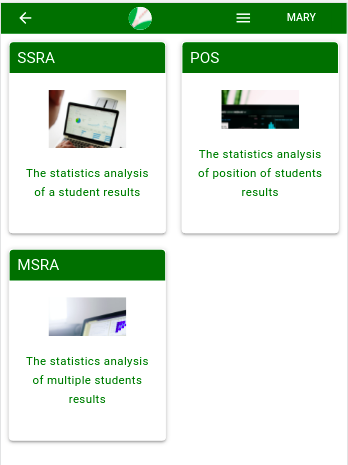 MARY
SSRA
The statistics analysis
of a student results
POS
The statistics analysis
of position of students
results
MSRA
The statistics analysis
of multiple students
results